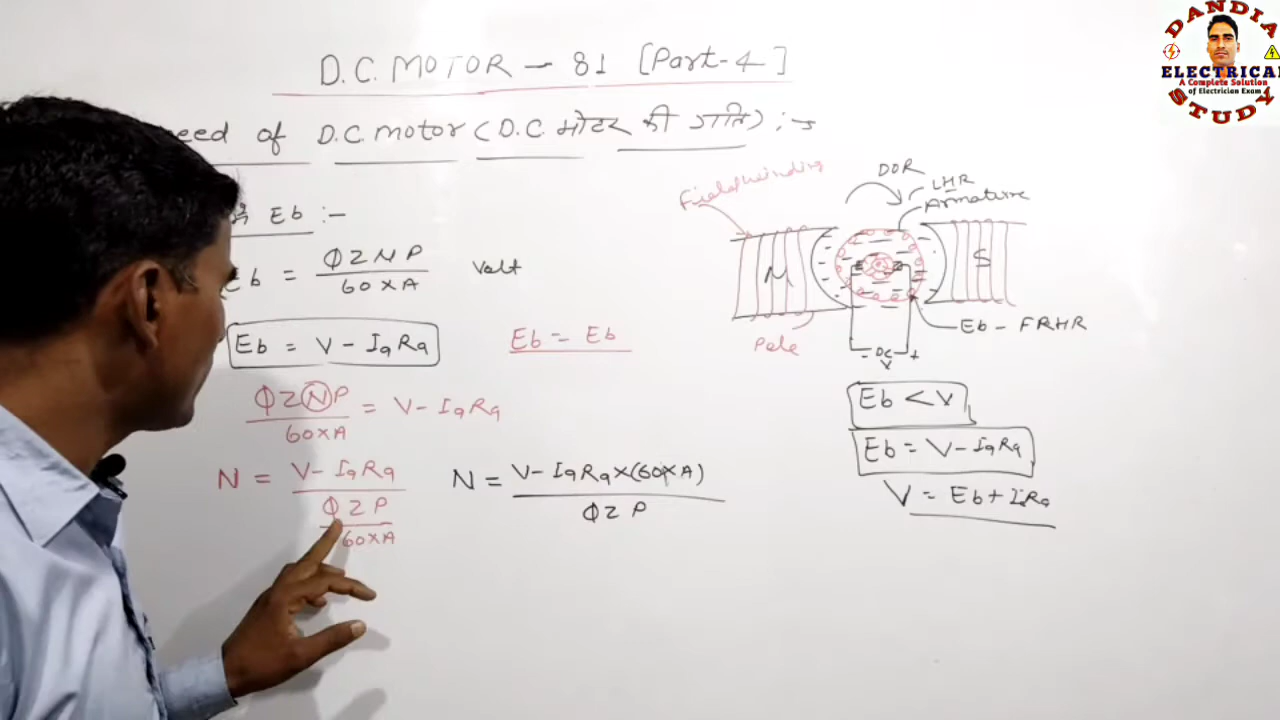 D.C. MOTOR — 81 [Part-4]
eed of D.C. motor (D.C मोटर की गति) :→
में Eb :-
Eb = ΦZNP / 60×A Volt
Eb = V - IaRa
Eb = Eb
ΦZNP / 60×A = V - IaRa
N = V - IaRa / ΦZP / 60×A
N = V - IaRa×(60×A) / ΦZP
Field winding
DOR
LHR
Armature
N
S
Pole
Eb - FRHR
- DC +
V
Eb < V
Eb = V - IaRa
V = Eb + IaRa
DANDIA
ELECTRICAL
A Complete Solution
of Electrician Exam
STUDY